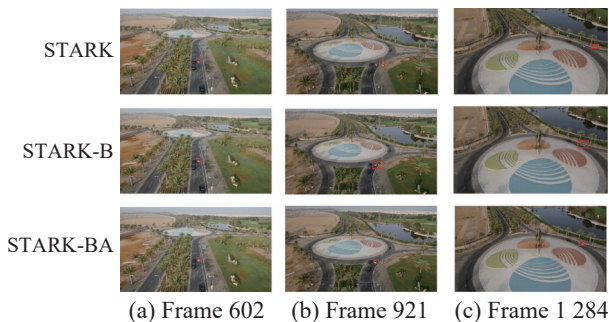 STARK
STARK-B
STARK-BA
(a) Frame 602 (b) Frame 921 (c) Frame 1 284